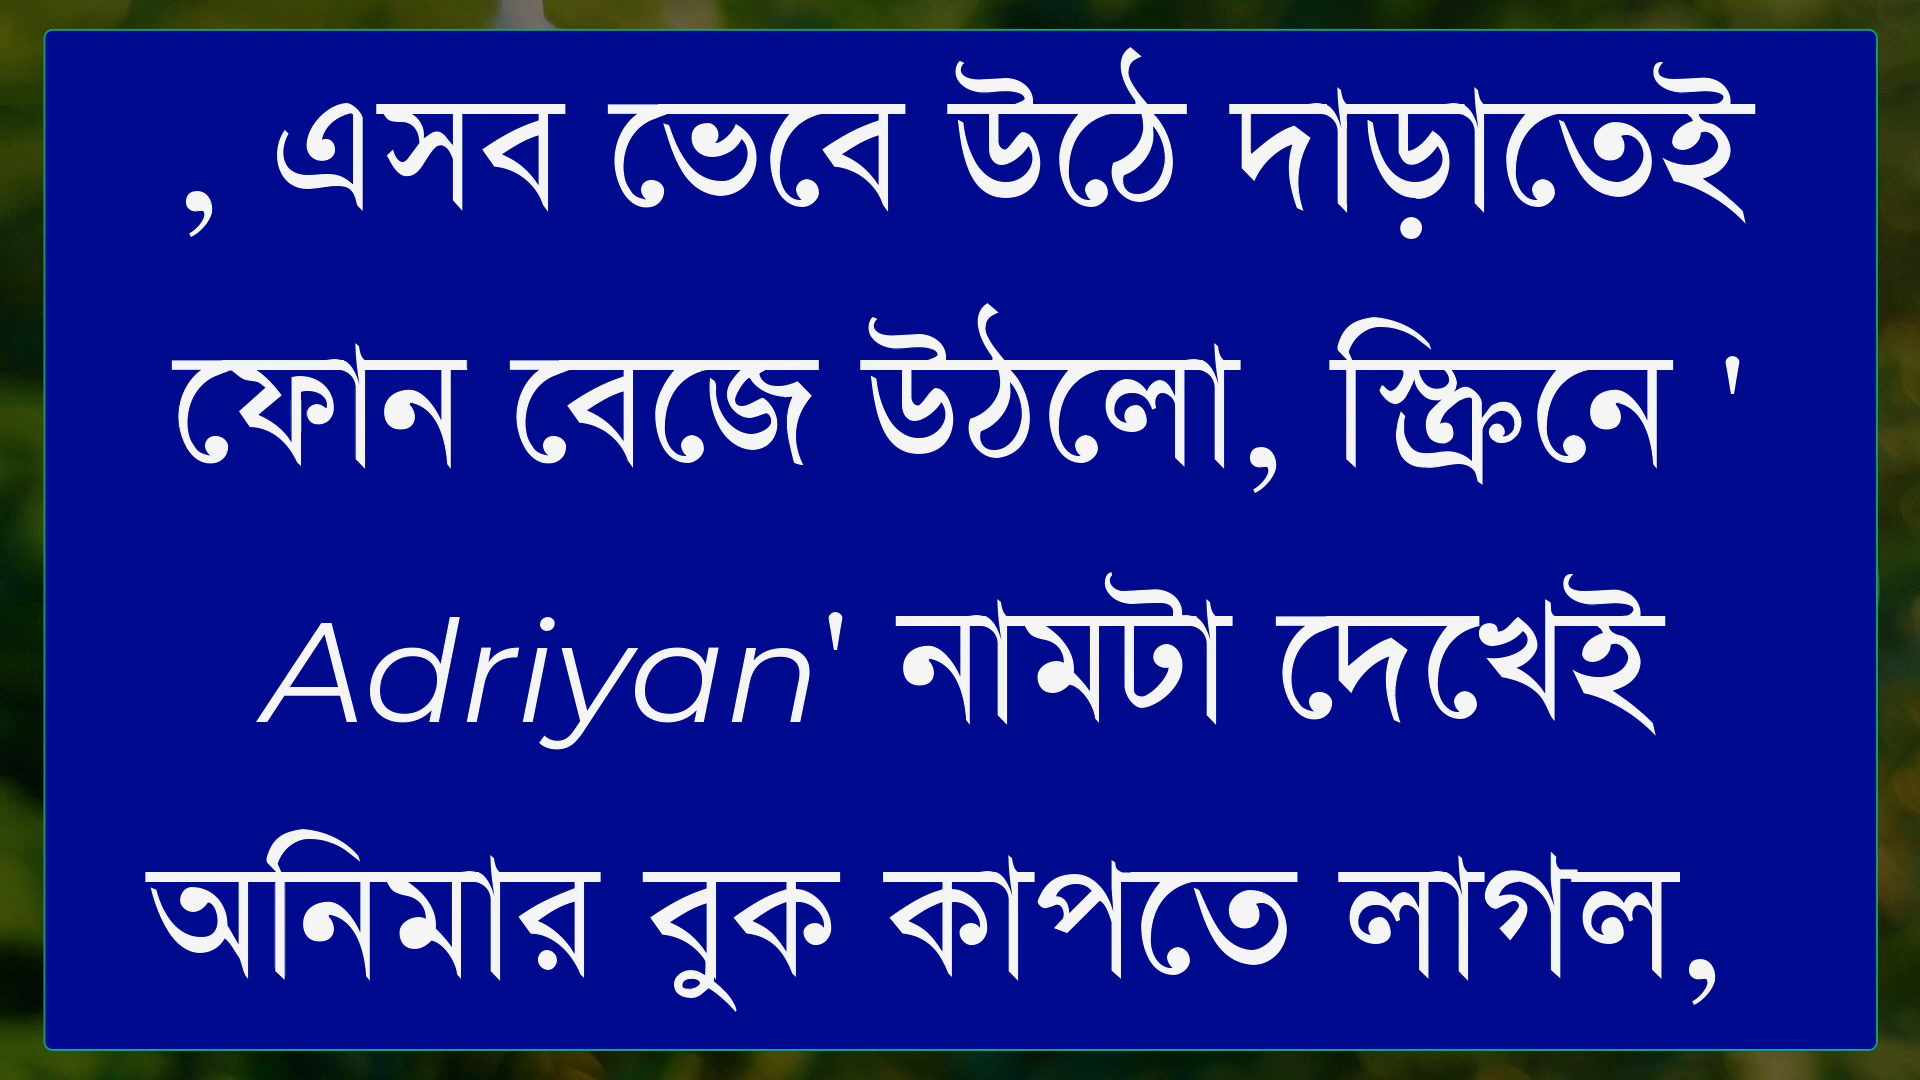 , এসব ভেবে উঠে দাড়াতেই
ফোন বেজে উঠলো, স্ক্রিনে '
Adriyan' নামটা দেখেই
অনিমার বুক কাপতে লাগল,